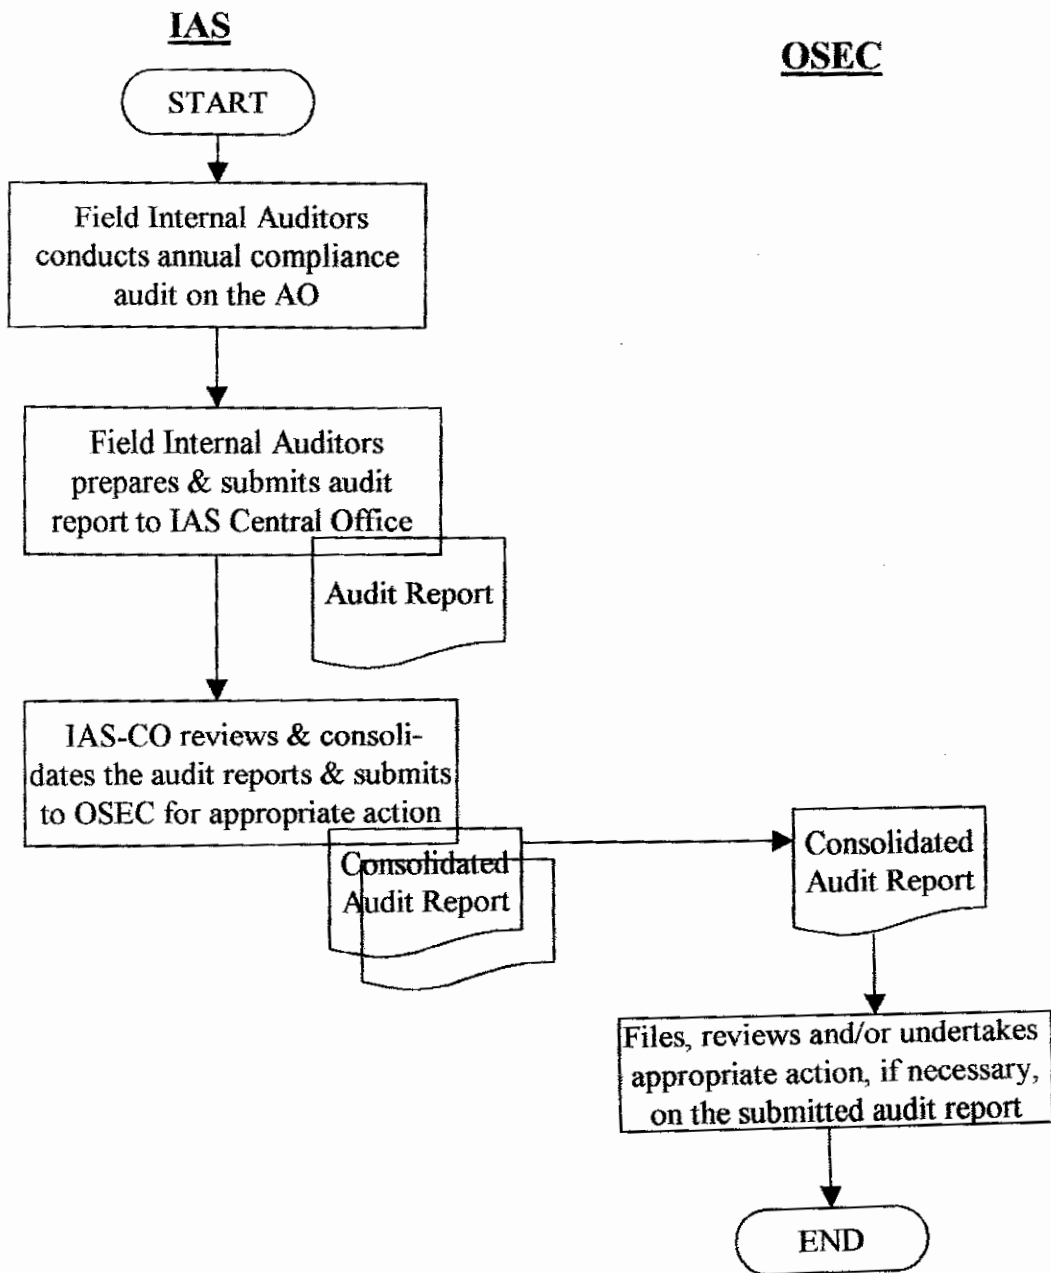 IAS
OSEC
START
Field Internal Auditors
conducts annual compliance
audit on the AO
Field Internal Auditors
prepares & submits audit
report to IAS Central Office
Audit Report
IAS-CO reviews & consoli-
dates the audit reports & submits
to OSEC for appropriate action
Consolidated
Audit Report
Consolidated
Audit Report
Files, reviews and/or undertakes
appropriate action, if necessary,
on the submitted audit report
END